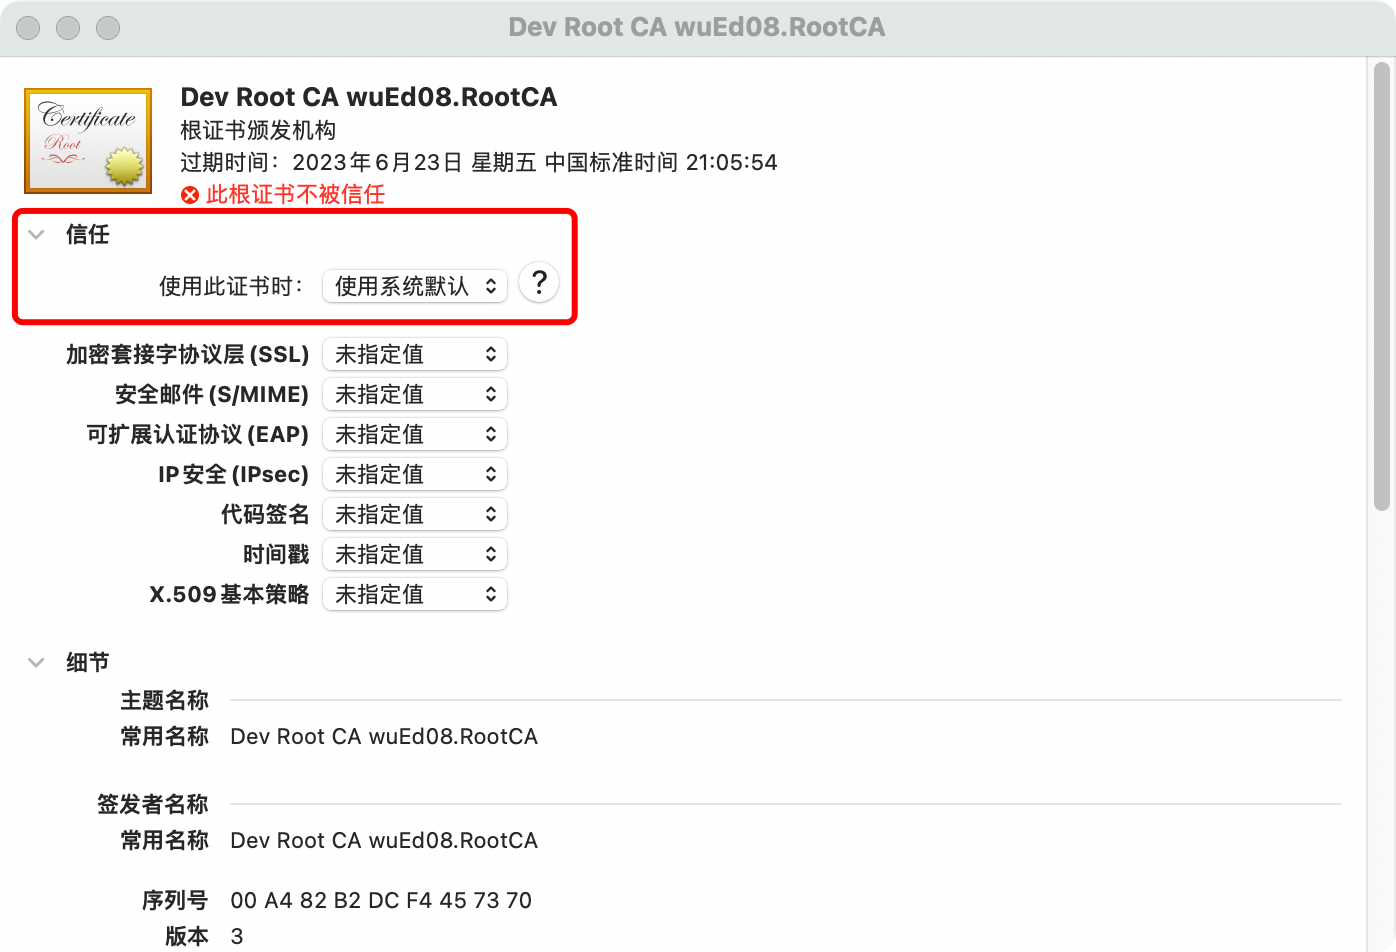 Dev Root CA wuEd08.RootCA
Certificate
Root
Dev Root CA wuEd08.RootCA
根证书颁发机构
过期时间：2023年6月23日 星期五 中国标准时间 21:05:54
此根证书不被信任
信任
使用此证书时： 使用系统默认 ?
加密套接字协议层 (SSL) 未指定值
安全邮件 (S/MIME) 未指定值
可扩展认证协议 (EAP) 未指定值
IP 安全 (IPsec) 未指定值
代码签名 未指定值
时间戳 未指定值
X.509 基本策略 未指定值
细节
主题名称
常用名称 Dev Root CA wuEd08.RootCA
签发者名称
常用名称 Dev Root CA wuEd08.RootCA
序列号 00 A4 82 B2 DC F4 45 73 70
版本 3